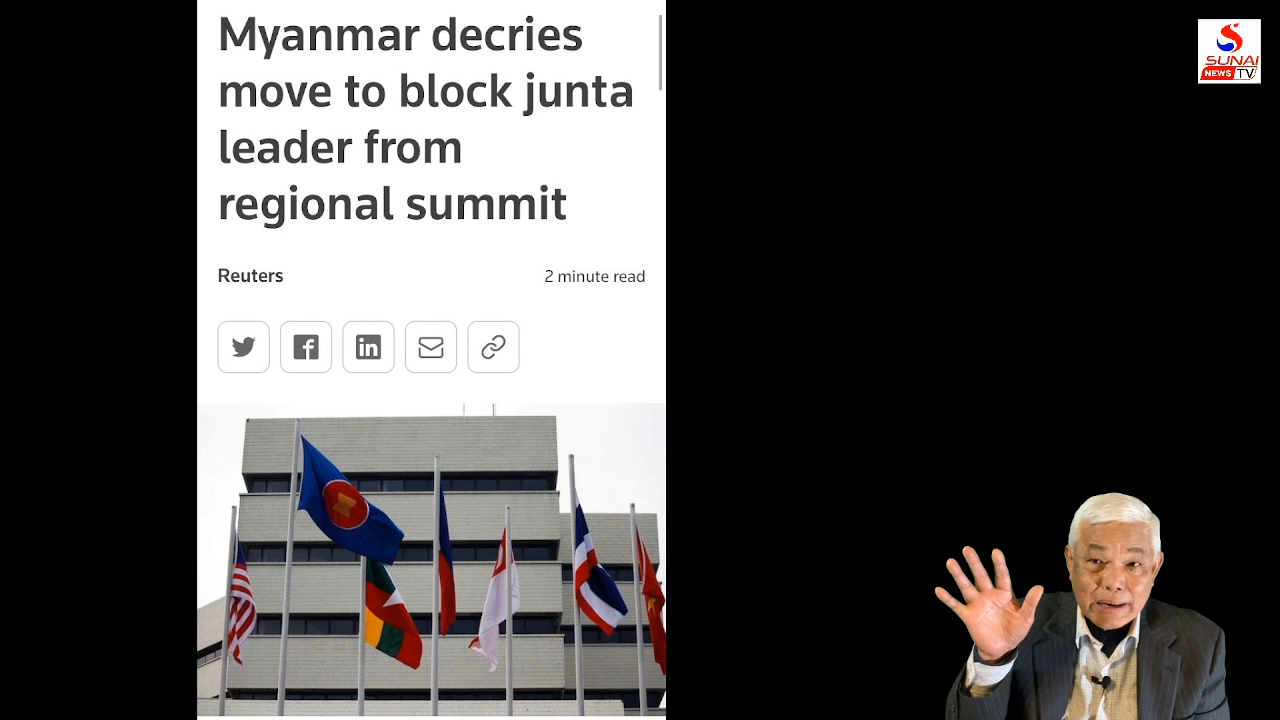 Myanmar decries
move to block junta
leader from
regional summit
Reuters
2 minute read
SUNAI
NEWS TV